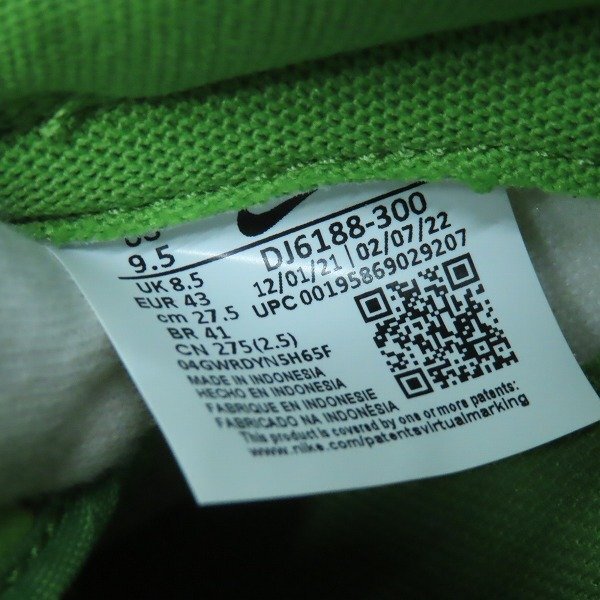 9.5
UK 8.5
EUR 43
cm 27.5
BR 41
CN 275(2.5)
04GWRDYN5H65F
MADE IN INDONESIA
HECHO EN INDONESIA
FABRIQUE EN INDONESIE
FABRICADO NA INDONÉSIA
This product is covered by one or more patents:
www.nike.com/patentsvirtualmarking
DJ6188-300
12/01/21 | 02/07/22
UPC 00195869029207